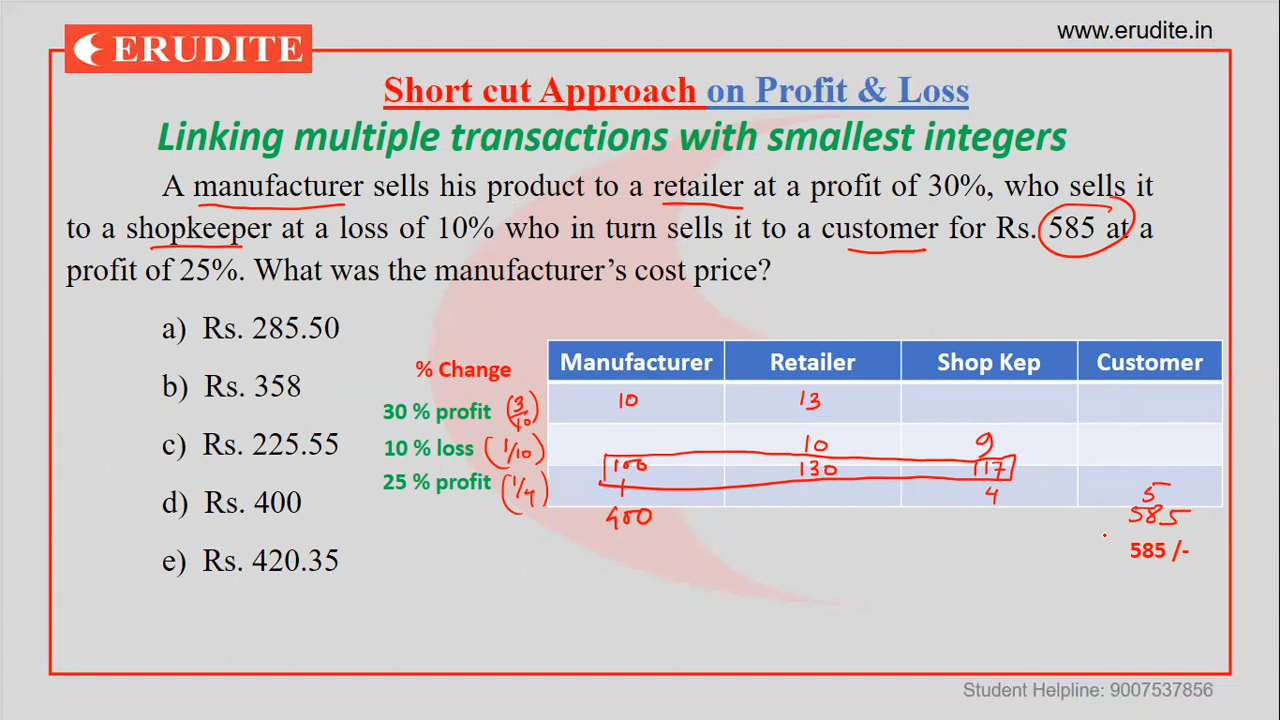 www.erudite.in
ERUDITE
Short cut Approach on Profit & Loss
Linking multiple transactions with smallest integers
A manufacturer sells his product to a retailer at a profit of 30%, who sells it
to a shopkeeper at a loss of 10% who in turn sells it to a customer for Rs. 585 at a
profit of 25%. What was the manufacturer's cost price?
a) Rs. 285.50
b) Rs. 358
c) Rs. 225.55
d) Rs. 400
e) Rs. 420.35
% Change
Manufacturer Retailer Shop Kep Customer
30 % profit (3/10) 10 13
10 % loss (1/10) 10 9
100 130 117
25 % profit (1/4) 1 4 5
400 585
585 /-
Student Helpline: 9007537856